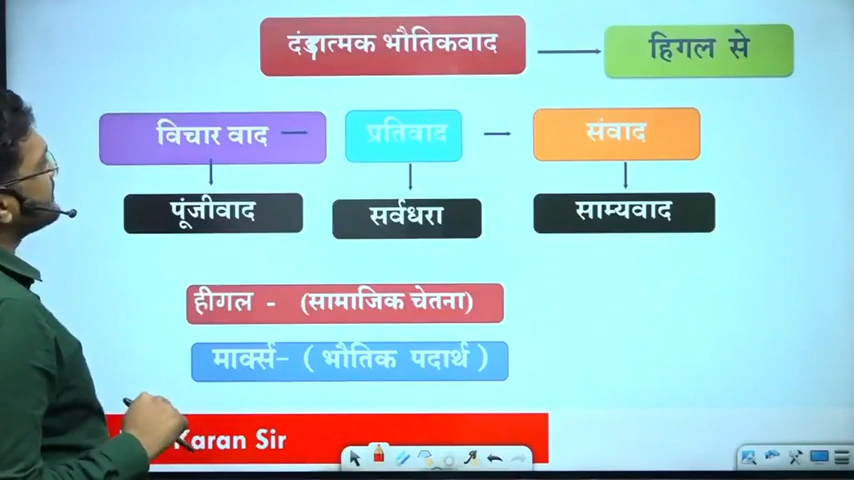 दंद्वात्मक भौतिकवाद
हिगल से
विचार वाद
प्रतिवाद
संवाद
पूंजीवाद
सर्वधरा
साम्यवाद
हीगल - (सामाजिक चेतना)
मार्क्स- ( भौतिक पदार्थ )
Karan Sir